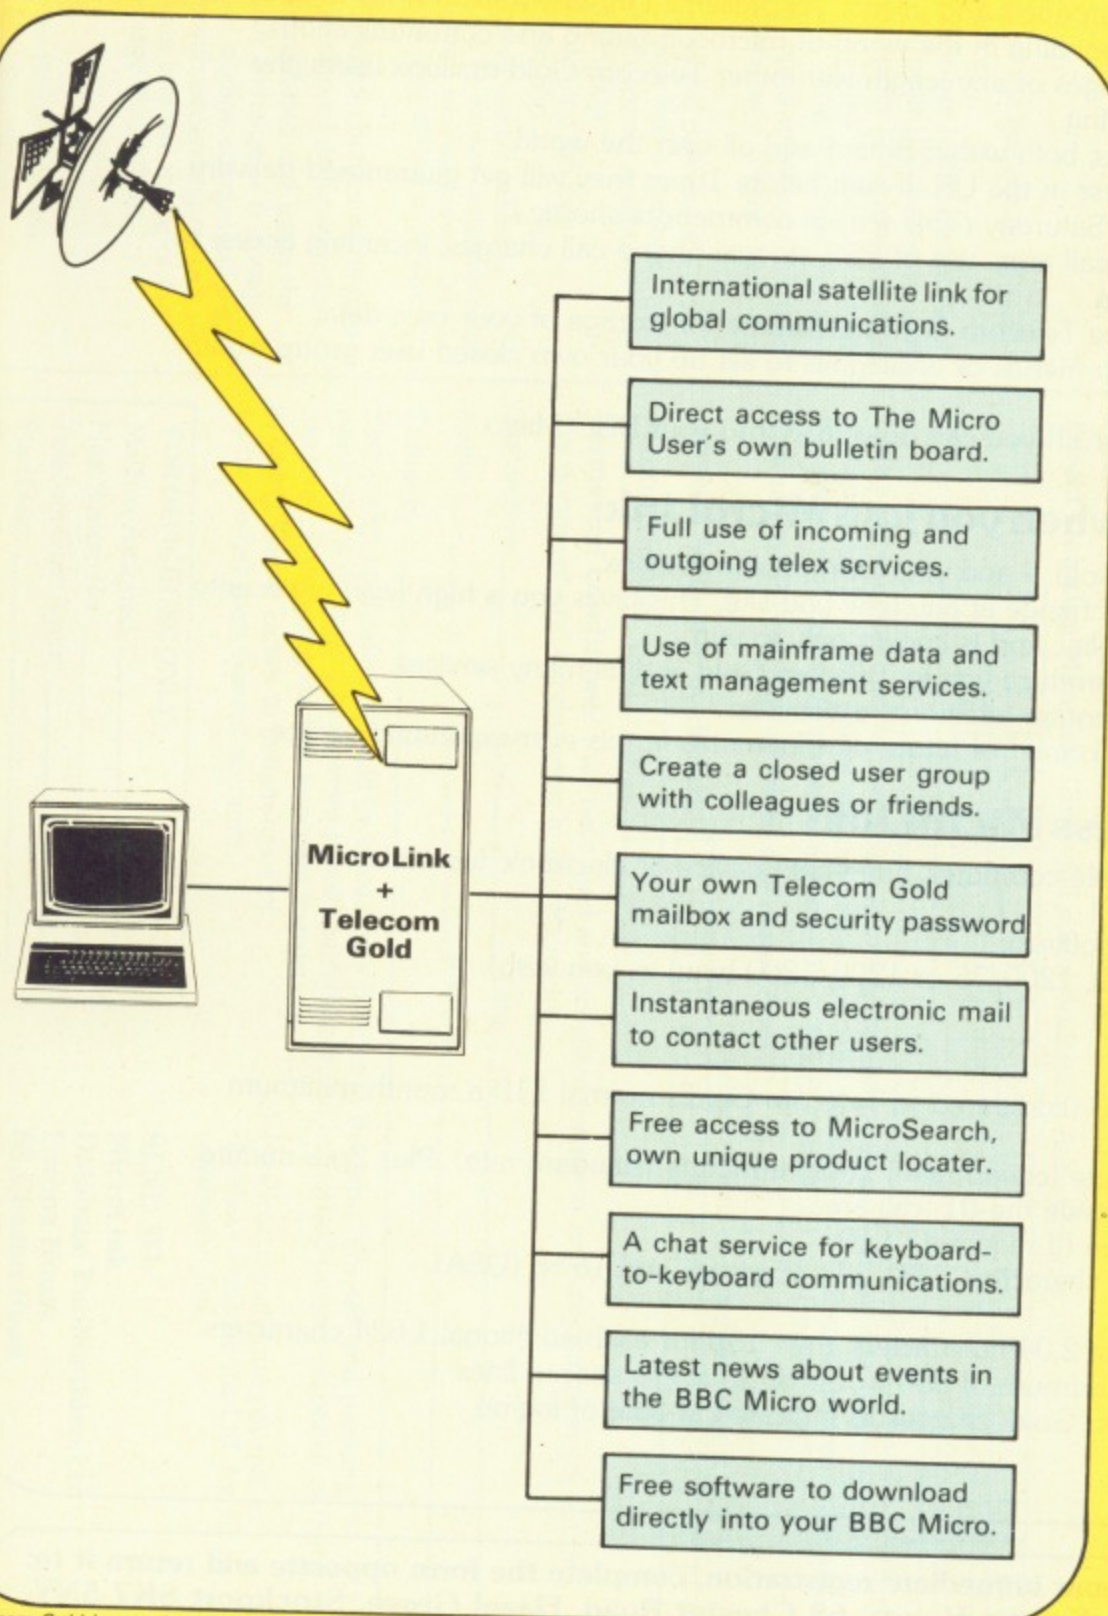 MicroLink
+
Telecom
Gold
International satellite link for
global communications.
Direct access to The Micro
User's own bulletin board.
Full use of incoming and
outgoing telex services.
Use of mainframe data and
text management services.
Create a closed user group
with colleagues or friends.
Your own Telecom Gold
mailbox and security password
Instantaneous electronic mail
to contact other users.
Free access to MicroSearch,
own unique product locater.
A chat service for keyboard-
to-keyboard communications.
Latest news about events in
the BBC Micro world.
Free software to download
directly into your BBC Micro.